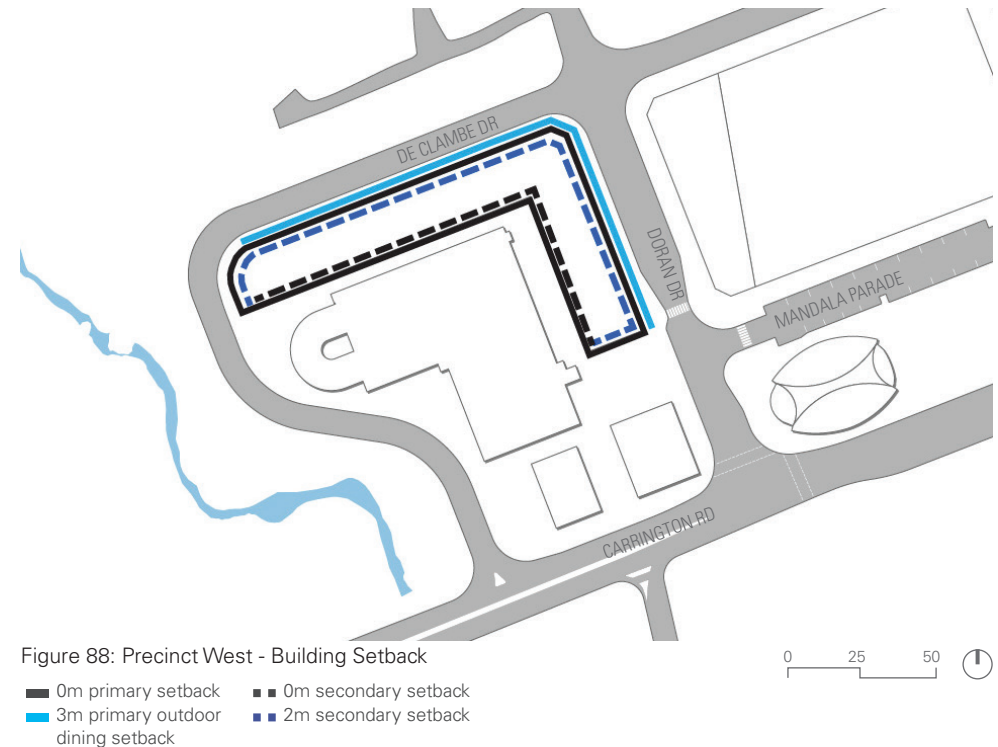 DE CLAMBE DR
DORAN DR
MANDALA PARADE
CARRINGTON RD
Figure 88: Precinct West - Building Setback
0 25 50
0m primary setback
0m secondary setback
3m primary outdoor
dining setback
2m secondary setback